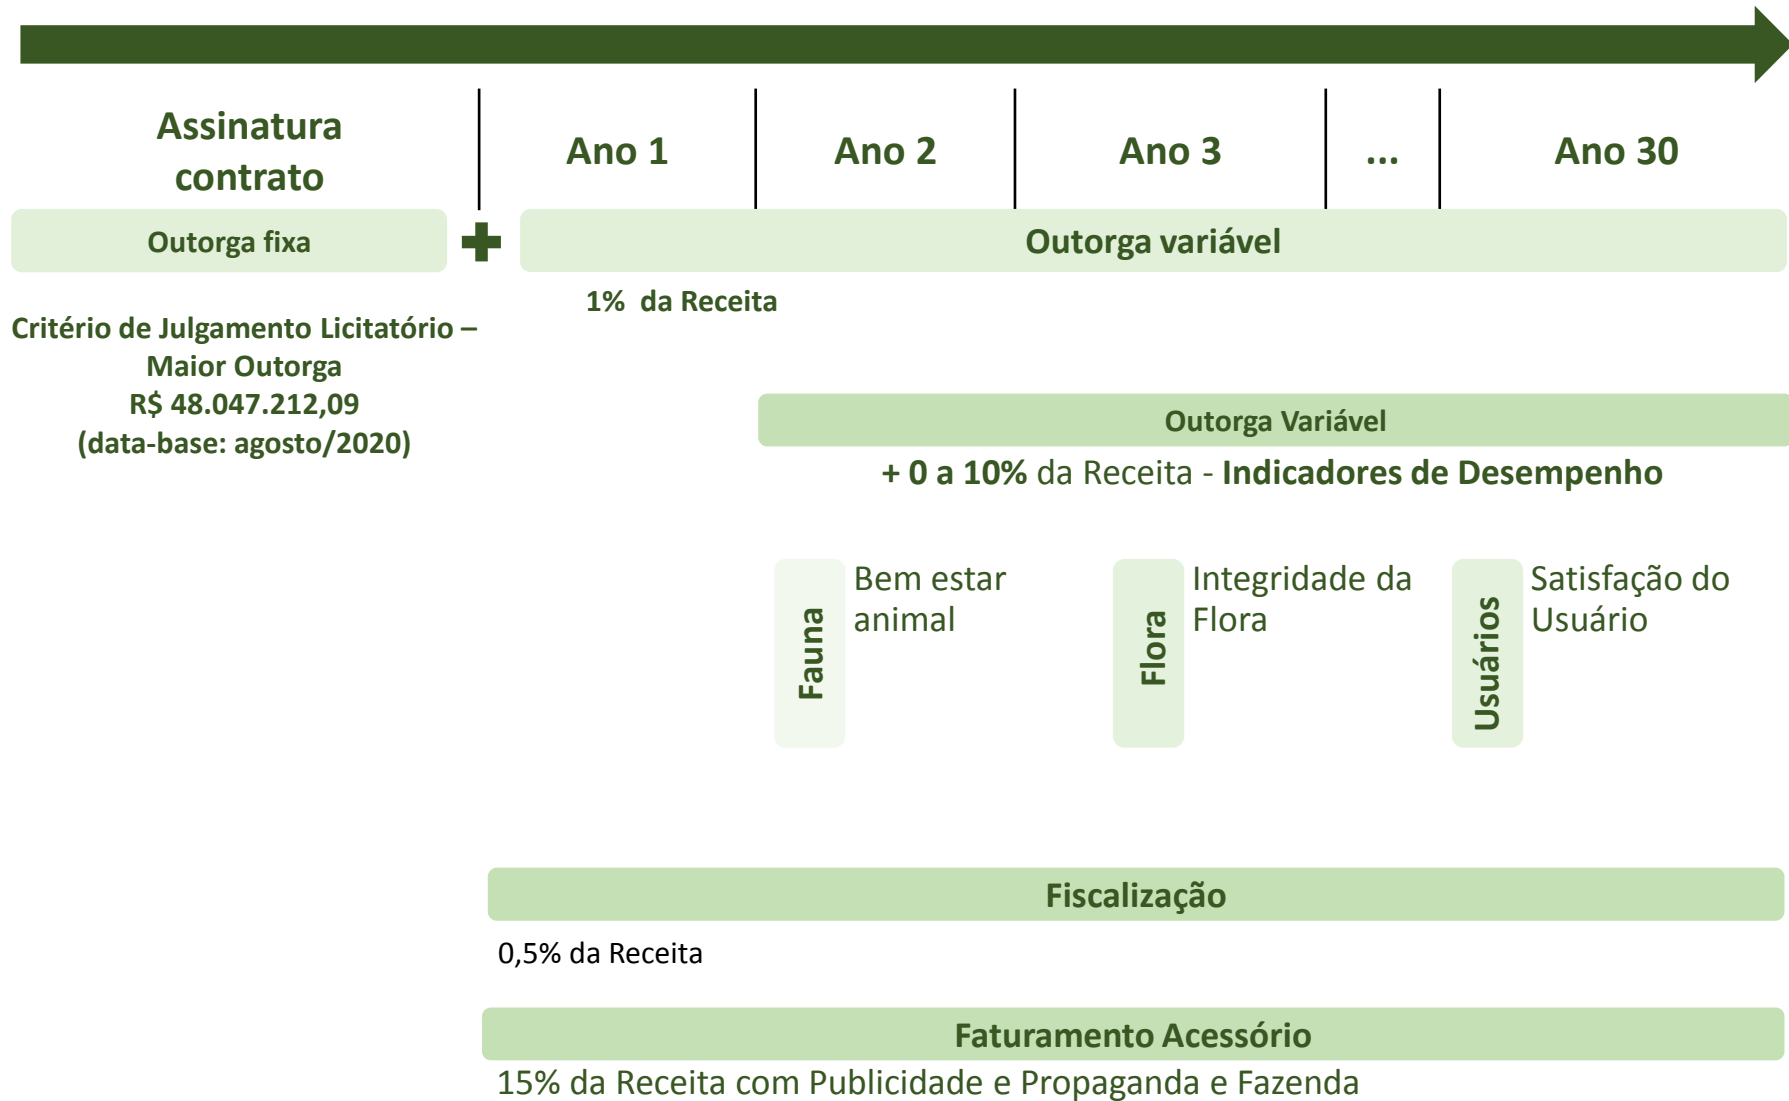 Assinatura
contrato
Ano 1
Ano 2
Ano 3
...
Ano 30
Outorga fixa
Outorga variável
1% da Receita
Critério de Julgamento Licitatório –
Maior Outorga
R$ 48.047.212,09
(data-base: agosto/2020)
Outorga Variável
+ 0 a 10% da Receita - Indicadores de Desempenho
Fauna
Bem estar
animal
Flora
Integridade da
Flora
Usuários
Satisfação do
Usuário
Fiscalização
0,5% da Receita
Faturamento Acessório
15% da Receita com Publicidade e Propaganda e Fazenda